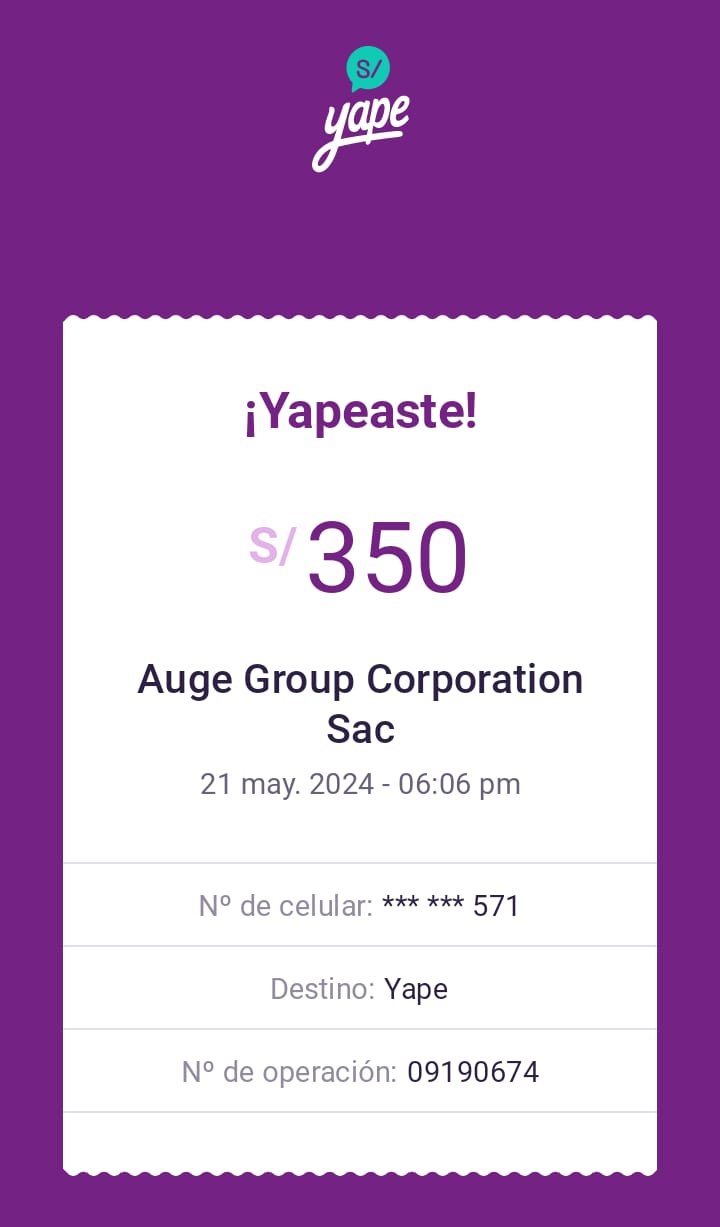 S/
yape
¡Yapeaste!
S/ 350
Auge Group Corporation
Sac
21 may. 2024 - 06:06 pm
Nº de celular: *** *** 571
Destino: Yape
Nº de operación: 09190674